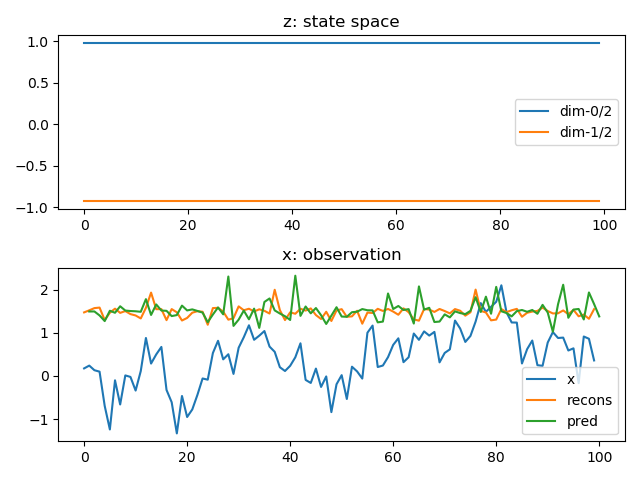 z: state space
1.0
0.5
0.0
−0.5
−1.0
dim-0/2
dim-1/2
0 20 40 60 80 100
x: observation
2
1
0
−1
x
recons
pred
0 20 40 60 80 100